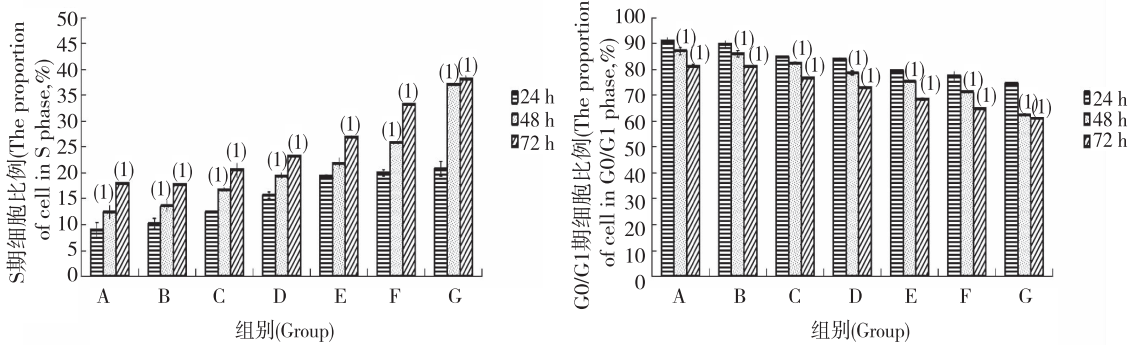 S期细胞比例(The proportion
of cell in S phase,%)
50
45
40
35
30
25
20
15
10
5
0
(1) (1) (1) (1) (1) (1) (1) (1) (1) (1) (1) (1) (1)
A B C D E F G
组别(Group)
24 h
48 h
72 h
G0/G1期细胞比例(The proportion
of cell in G0/G1 phase,%)
100
90
80
70
60
50
40
30
20
10
0
(1) (1) (1) (1) (1) (1) (1) (1) (1) (1) (1) (1) (1) (1)
A B C D E F G
组别(Group)
24 h
48 h
72 h